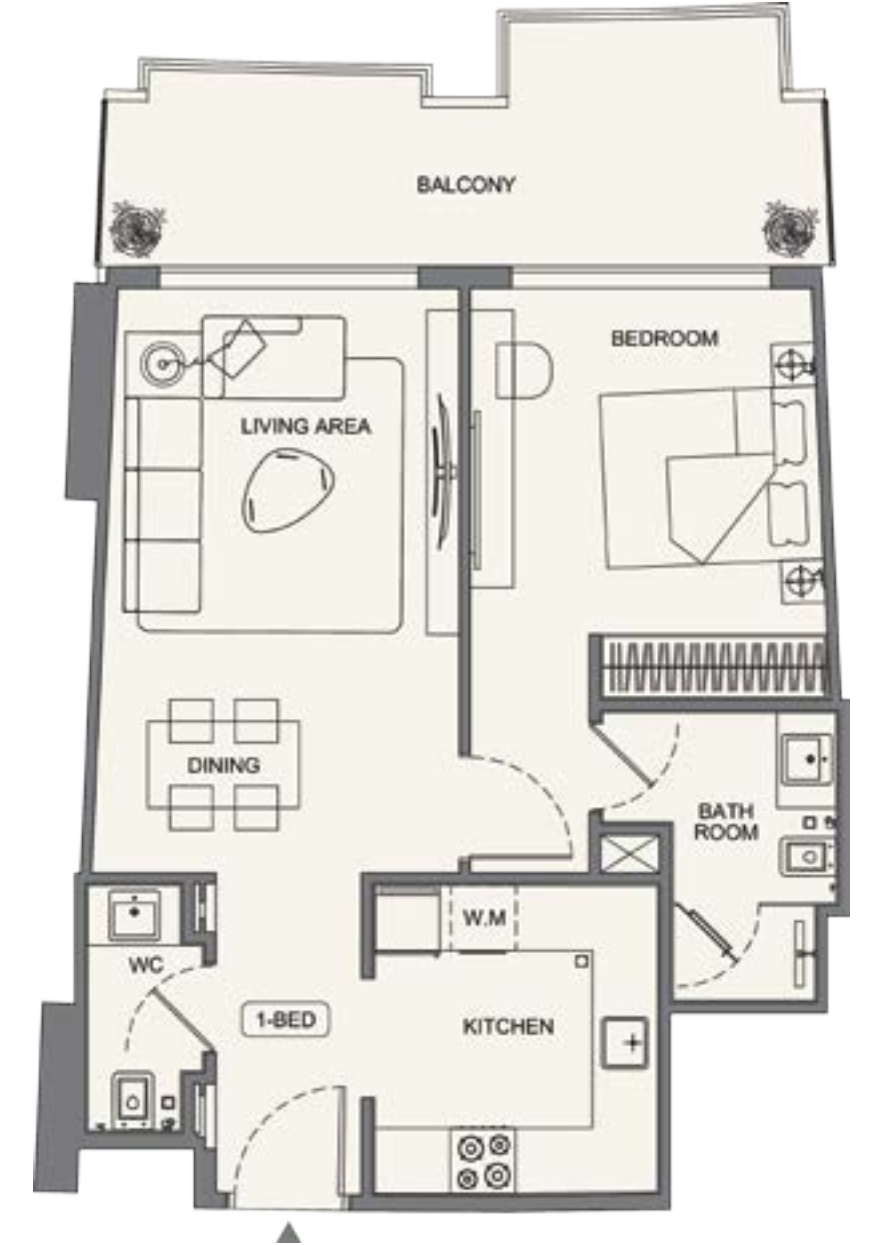 BALCONY
BEDROOM
LIVING AREA
DINING
BATH
ROOM
W.M
WC
1-BED
KITCHEN